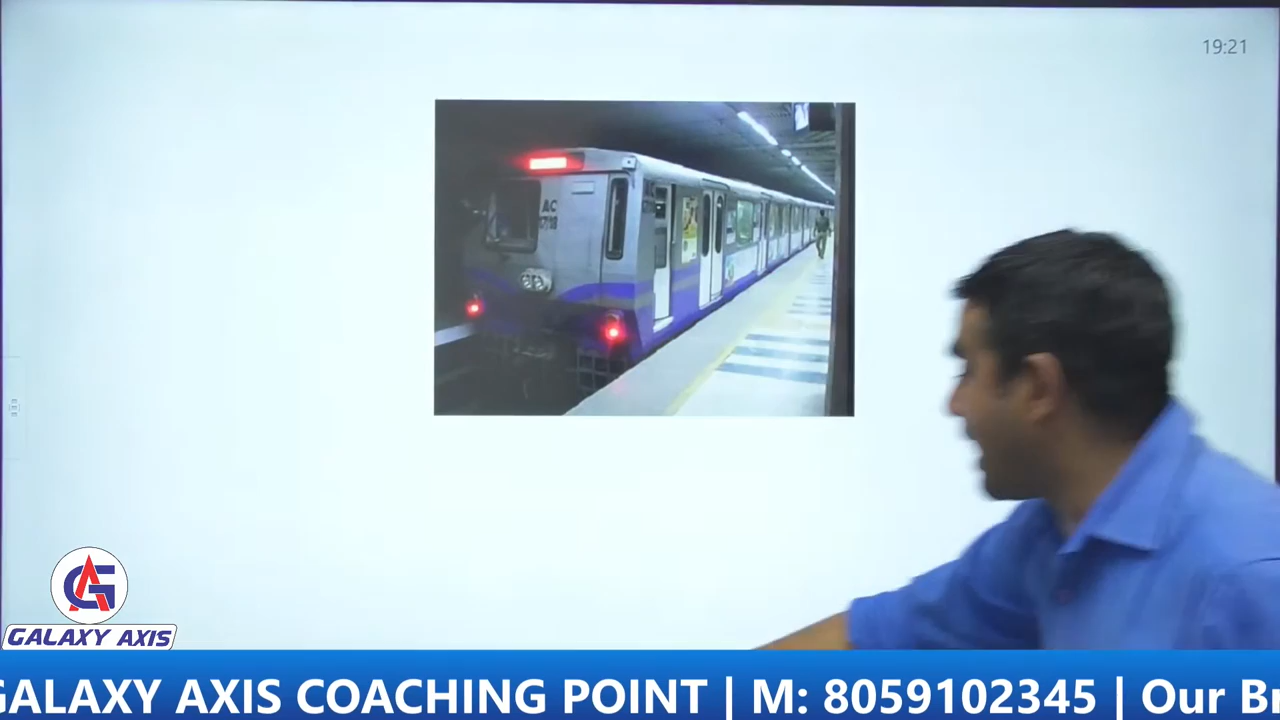 19:21
AC
GALAXY AXIS
GALAXY AXIS COACHING POINT | M: 8059102345 | Our Br